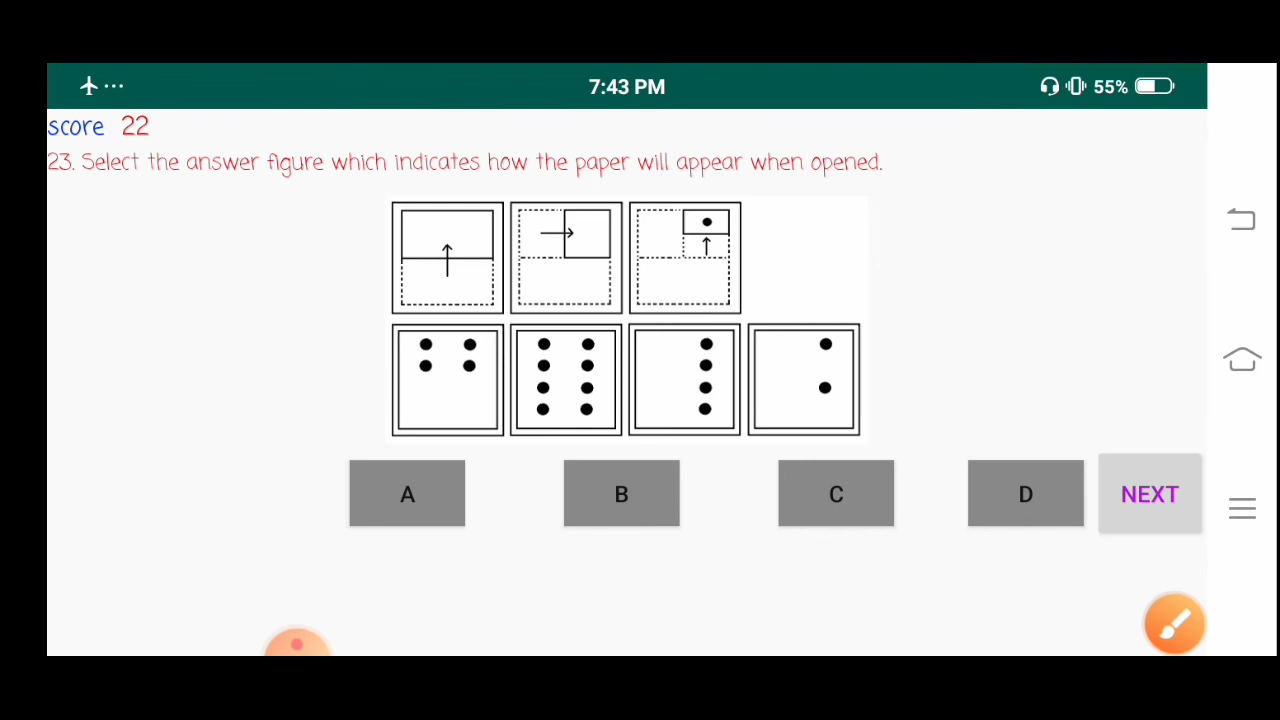 7:43 PM
55%
score 22
23. Select the answer figure which indicates how the paper will appear when opened.
A
B
C
D
NEXT